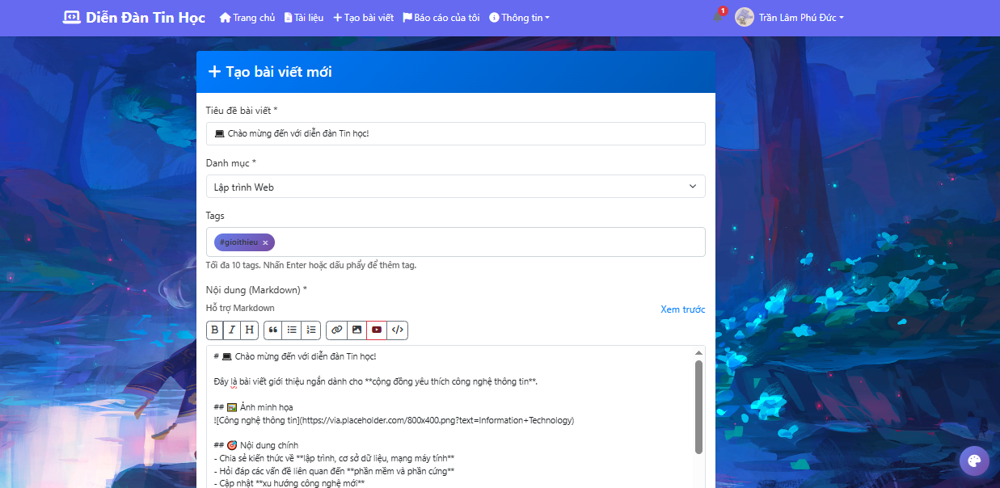 Diễn Đàn Tin Học Trang chủ Tài liệu Tạo bài viết Báo cáo của tôi Thông tin 1 Trần Lâm Phú Đức
+ Tạo bài viết mới
Tiêu đề bài viết *
💻 Chào mừng đến với diễn đàn Tin học!
Danh mục *
Lập trình Web
Tags
#gioithieu ×
Tối đa 10 tags. Nhấn Enter hoặc dấu phẩy để thêm tag.
Nội dung (Markdown) *
Hỗ trợ Markdown
Xem trước
B I H
# 💻 Chào mừng đến với diễn đàn Tin học!
Đây là bài viết giới thiệu ngắn dành cho **cộng đồng yêu thích công nghệ thông tin**.
## 🖼️ Ảnh minh họa
![Công nghệ thông tin](https://via.placeholder.com/800x400.png?text=Information+Technology)
## 🎯 Nội dung chính
- Chia sẻ kiến thức về **lập trình, cơ sở dữ liệu, mạng máy tính**
- Hỏi đáp các vấn đề liên quan đến **phần mềm và phần cứng**
- Cập nhật **xu hướng công nghệ mới**